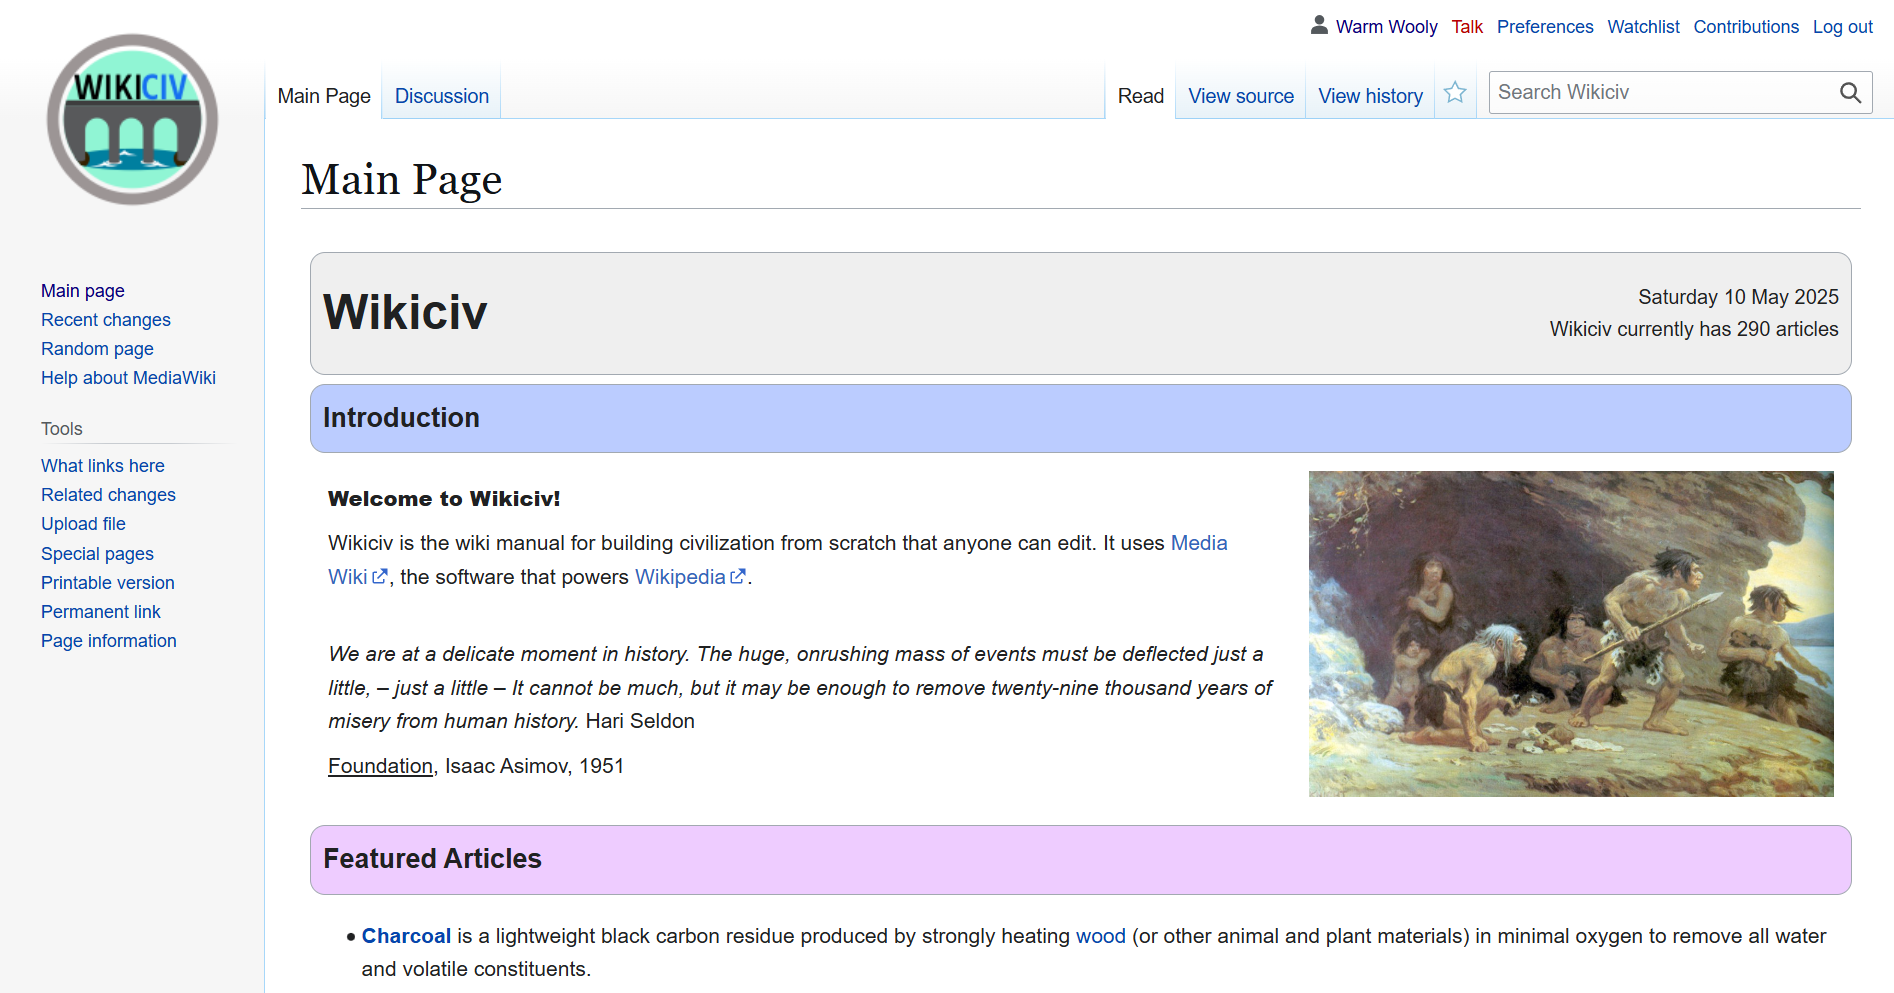 Warm Wooly Talk Preferences Watchlist Contributions Log out
WIKICIV
Main Page Discussion Read View source View history Search Wikiciv
Main Page
Main page
Recent changes
Random page
Help about MediaWiki
Tools
What links here
Related changes
Upload file
Special pages
Printable version
Permanent link
Page information
Wikiciv
Saturday 10 May 2025
Wikiciv currently has 290 articles
Introduction
Welcome to Wikiciv!
Wikiciv is the wiki manual for building civilization from scratch that anyone can edit. It uses Media
Wiki, the software that powers Wikipedia.
We are at a delicate moment in history. The huge, onrushing mass of events must be deflected just a
little, – just a little – It cannot be much, but it may be enough to remove twenty-nine thousand years of
misery from human history. Hari Seldon
Foundation, Isaac Asimov, 1951
Featured Articles
• Charcoal is a lightweight black carbon residue produced by strongly heating wood (or other animal and plant materials) in minimal oxygen to remove all water
and volatile constituents.